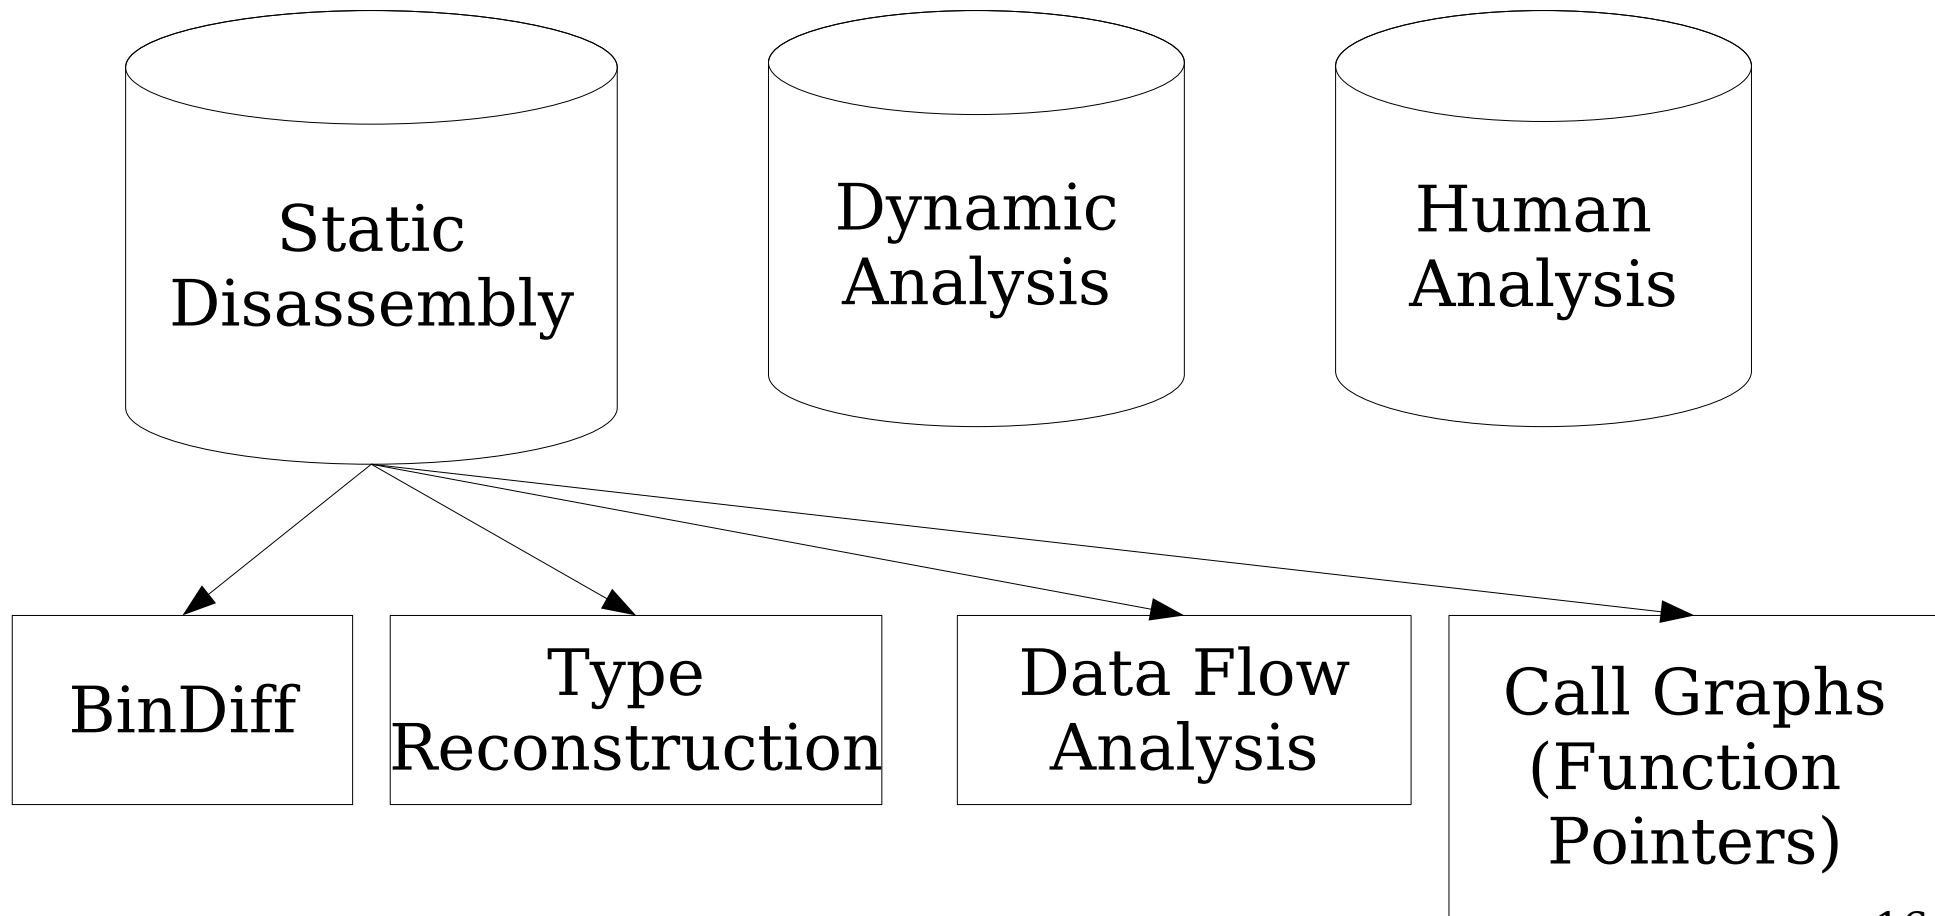 Static
Disassembly
Dynamic
Analysis
Human
Analysis
BinDiff
Type
Reconstruction
Data Flow
Analysis
Call Graphs
(Function
Pointers)